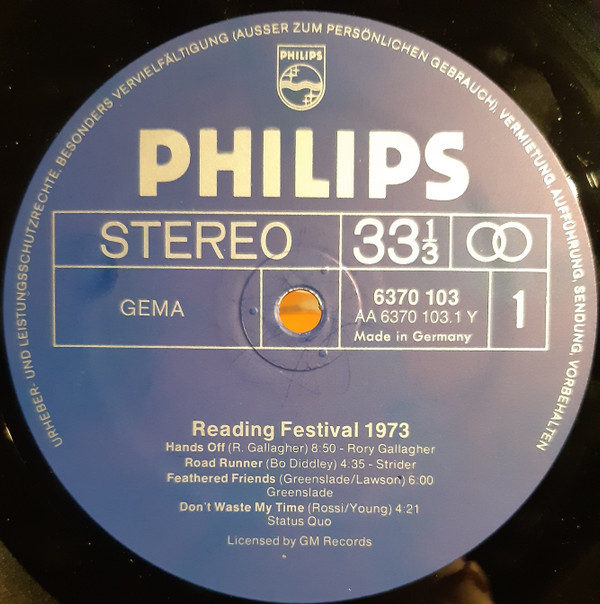 URHEBER- UND LEISTUNGSSCHUTZRECHTE, BESONDERS VERVIELFÄLTIGUNG (AUSSER ZUM PERSÖNLICHEN GEBRAUCH), VERMIETUNG, AUFFÜHRUNG, SENDUNG, VORBEHALTEN
PHILIPS
PHILIPS
STEREO 33 1/3
GEMA
6370 103
AA 6370 103.1 Y
Made in Germany
1
Reading Festival 1973
Hands Off (R. Gallagher) 8:50 - Rory Gallagher
Road Runner (Bo Diddley) 4:35 - Strider
Feathered Friends (Greenslade/Lawson) 6:00
Greenslade
Don't Waste My Time (Rossi/Young) 4:21
Status Quo
Licensed by GM Records